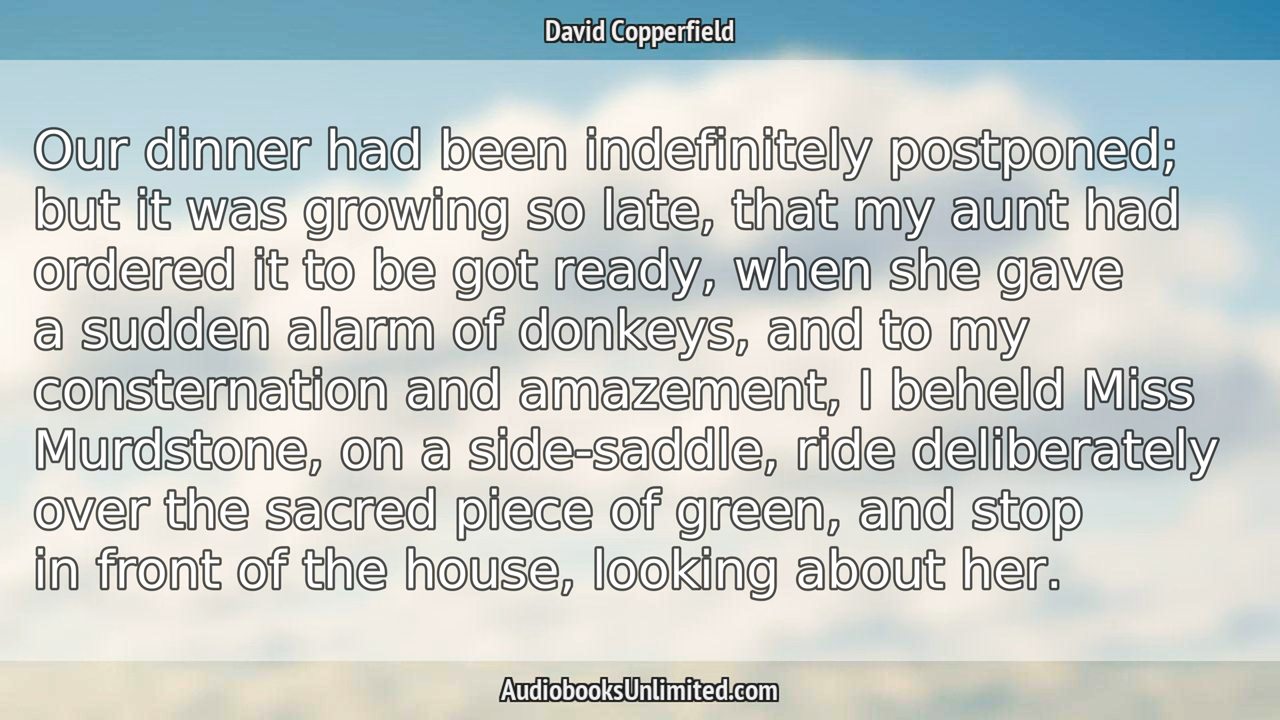 David Copperfield
Our dinner had been indefinitely postponed;
but it was growing so late, that my aunt had
ordered it to be got ready, when she gave
a sudden alarm of donkeys, and to my
consternation and amazement, I beheld Miss
Murdstone, on a side-saddle, ride deliberately
over the sacred piece of green, and stop
in front of the house, looking about her.
AudiobooksUnlimited.com